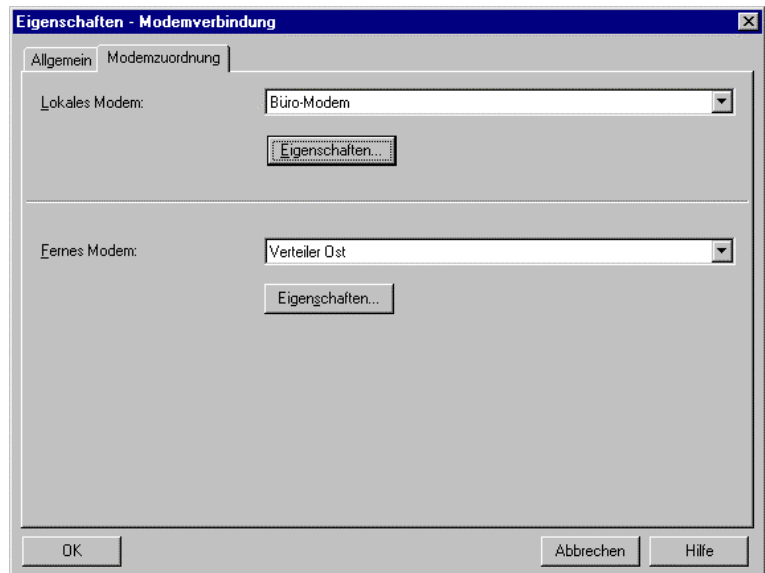 Eigenschaften - Modemverbindung
Allgemein Modemzuordnung
Lokales Modem: Büro-Modem
Eigenschaften...
Fernes Modem: Verteiler Ost
Eigenschaften...
OK Abbrechen Hilfe